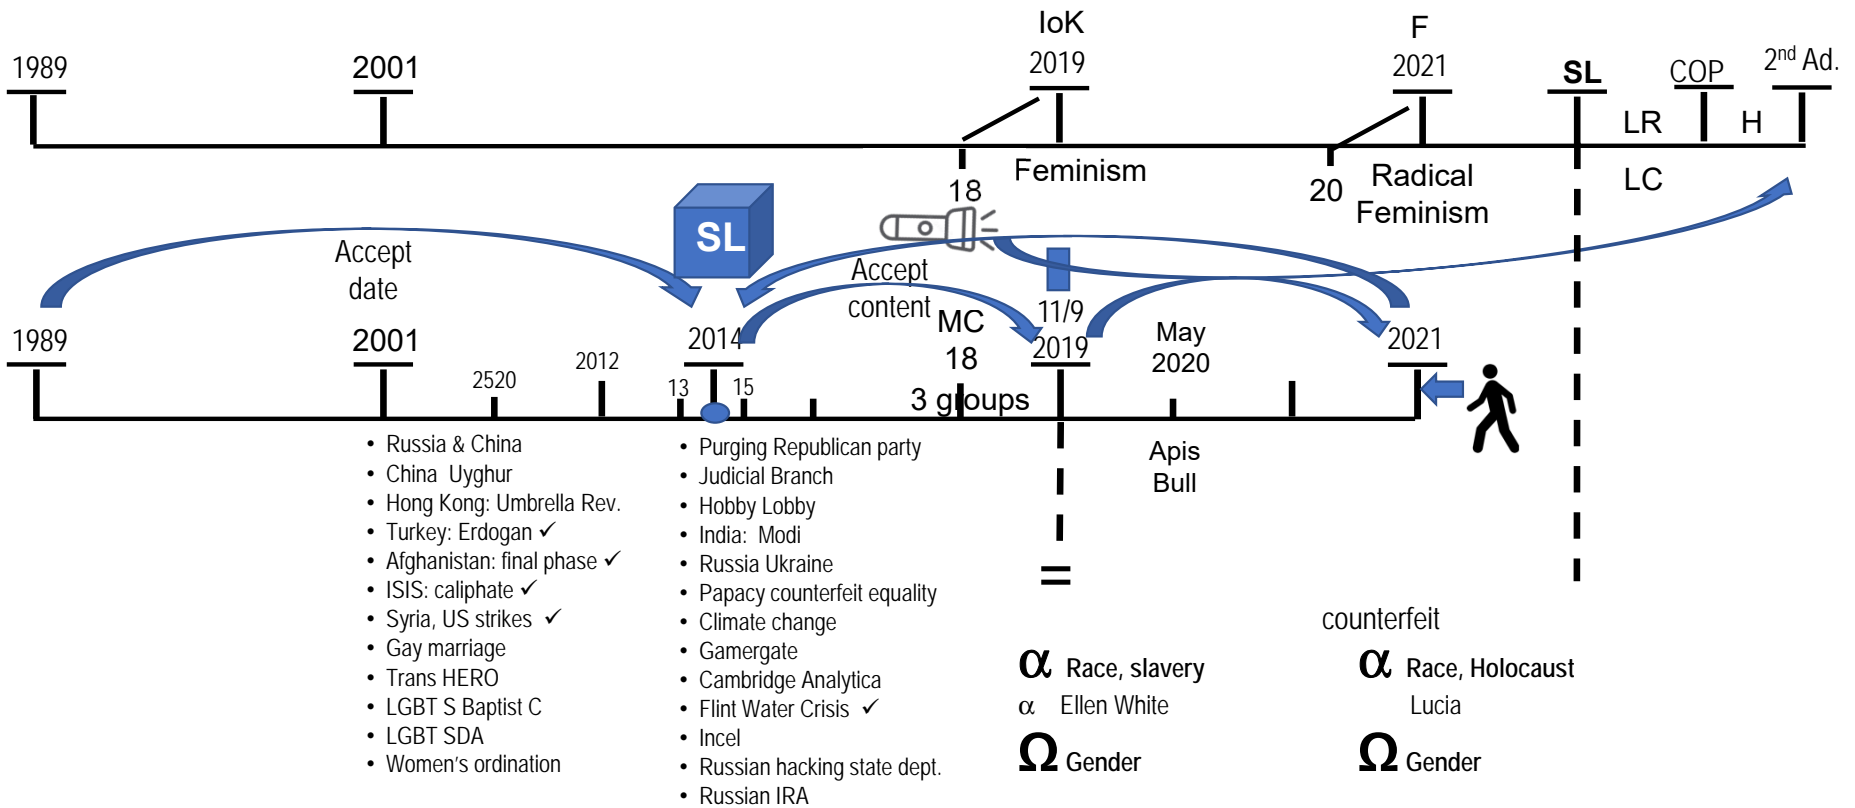 IoK
F
1989
2001
2019
2021
SL
COP
2nd Ad.
LR
H
18
Feminism
20
Radical
Feminism
LC
SL
Accept
date
Accept
content
MC
18
11/9
1989
2001
2520
2012
13
2014
15
3 groups
2019
May
2020
2021
Apis
Bull
• Russia & China
• China Uyghur
• Hong Kong: Umbrella Rev.
• Turkey: Erdogan ✓
• Afghanistan: final phase ✓
• ISIS: caliphate ✓
• Syria, US strikes ✓
• Gay marriage
• Trans HERO
• LGBT S Baptist C
• LGBT SDA
• Women's ordination
• Purging Republican party
• Judicial Branch
• Hobby Lobby
• India: Modi
• Russia Ukraine
• Papacy counterfeit equality
• Climate change
• Gamergate
• Cambridge Analytica
• Flint Water Crisis ✓
• Incel
• Russian hacking state dept.
• Russian IRA
=
α Race, slavery
α Ellen White
Ω Gender
counterfeit
α Race, Holocaust
Lucia
Ω Gender